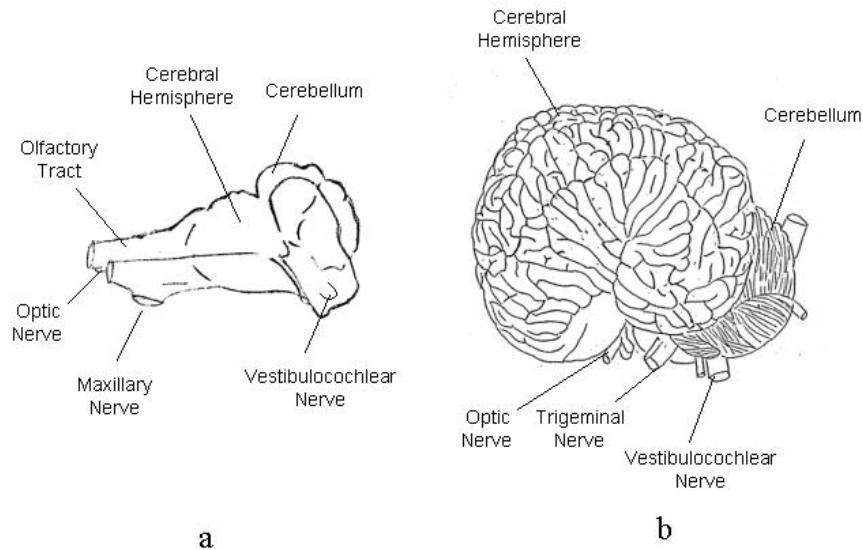 Cerebral
Hemisphere
Cerebellum
Olfactory
Tract
Optic
Nerve
Maxillary
Nerve
Vestibulocochlear
Nerve
a
Cerebral
Hemisphere
Cerebellum
Optic
Nerve
Trigeminal
Nerve
Vestibulocochlear
Nerve
b